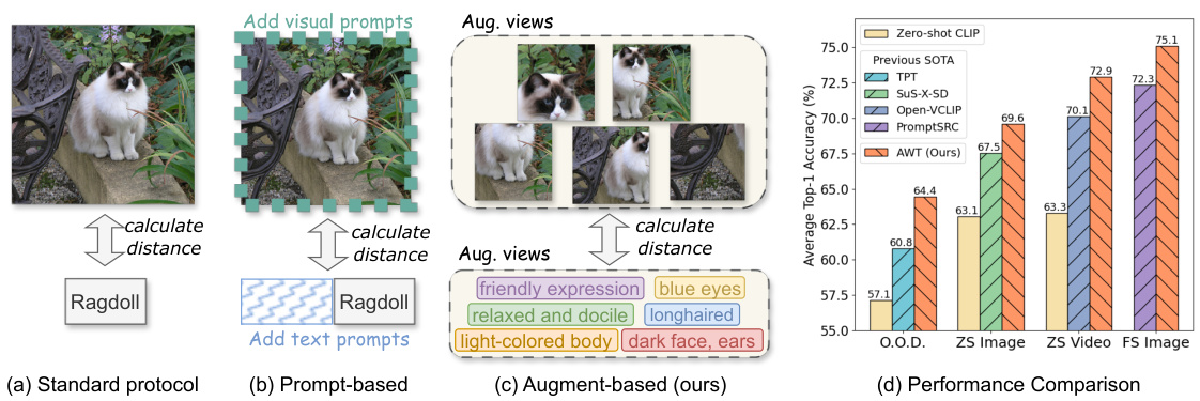 Add visual prompts
calculate
distance
Ragdoll
(a) Standard protocol
calculate
distance
Ragdoll
Add text prompts
(b) Prompt-based
Aug. views
calculate
distance
Aug. views
friendly expression
blue eyes
relaxed and docile
longhaired
light-colored body
dark face, ears
(c) Augment-based (ours)
Average Top-1 Accuracy (%)
75.0
72.5
70.0
67.5
65.0
62.5
60.0
57.5
55.0
Zero-shot CLIP
Previous SOTA
TPT
SuS-X-SD
Open-VCLIP
PromptSRC
AWT (Ours)
57.1
60.8
64.4
63.1
67.5
69.6
63.3
70.1
72.9
72.3
75.1
O.O.D.
ZS Image
ZS Video
FS Image
(d) Performance Comparison